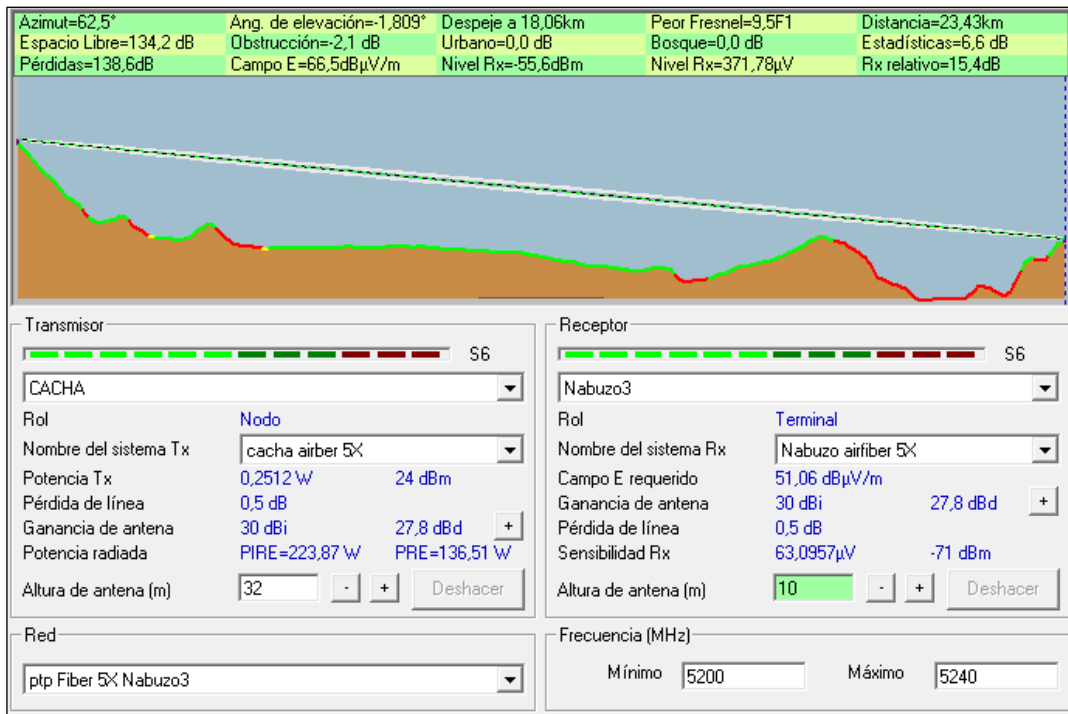 Azimut=62,5° Ang. de elevación=-1,809° Despeje a 18,06km Peor Fresnel=9,5F1 Distancia=23,43km
Espacio Libre=134,2 dB Obstrucción=-2,1 dB Urbano=0,0 dB Bosque=0,0 dB Estadísticas=6,6 dB
Pérdidas=138,6dB Campo E=66,5dBµV/m Nivel Rx=-55,6dBm Nivel Rx=371,78µV Rx relativo=15,4dB
Transmisor
S6
CACHA
Rol Nodo
Nombre del sistema Tx cacha airber 5X
Potencia Tx 0,2512 W 24 dBm
Pérdida de línea 0,5 dB
Ganancia de antena 30 dBi 27,8 dBd +
Potencia radiada PIRE=223,87 W PRE=136,51 W
Altura de antena (m) 32 - + Deshacer
Receptor
S6
Nabuzo3
Rol Terminal
Nombre del sistema Rx Nabuzo airfiber 5X
Campo E requerido 51,06 dBµV/m
Ganancia de antena 30 dBi 27,8 dBd +
Pérdida de línea 0,5 dB
Sensibilidad Rx 63,0957µV -71 dBm
Altura de antena (m) 10 - + Deshacer
Red
ptp Fiber 5X Nabuzo3
Frecuencia (MHz)
Mínimo 5200 Máximo 5240